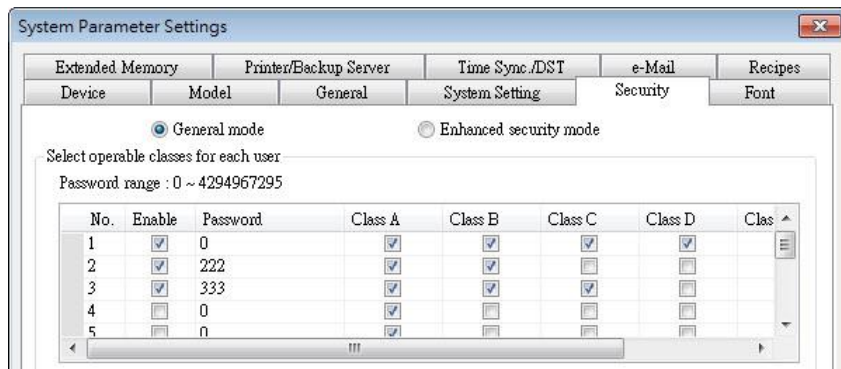 System Parameter Settings
Extended Memory Printer/Backup Server Time Sync./DST e-Mail Recipes
Device Model General System Setting Security Font
General mode Enhanced security mode
Select operable classes for each user
Password range : 0 ~ 4294967295
No. Enable Password Class A Class B Class C Class D Clas
1 0
2 222
3 333
4 0
5 0